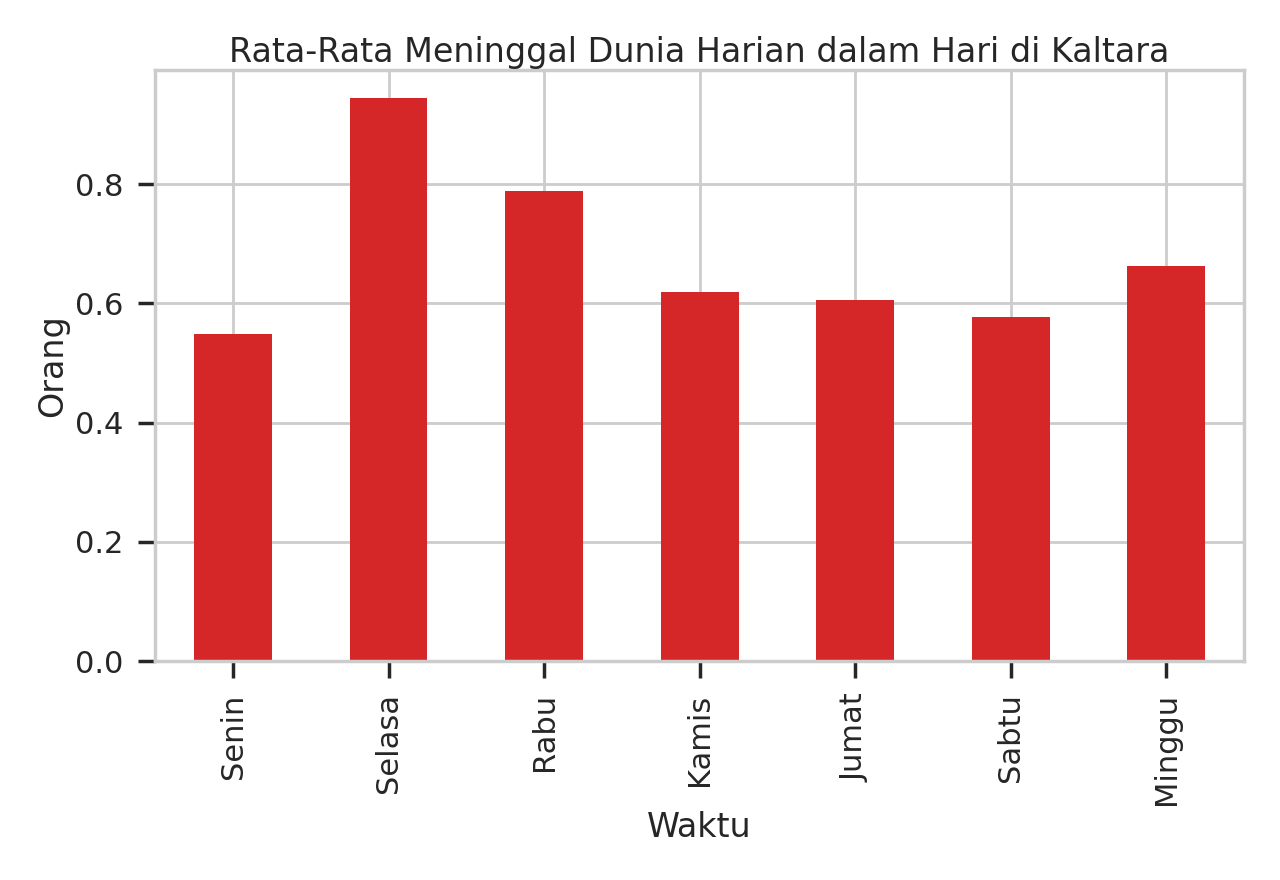 Rata-Rata Meninggal Dunia Harian dalam Hari di Kaltara
Orang
0.8
0.6
0.4
0.2
0.0
Senin
Selasa
Rabu
Kamis
Jumat
Sabtu
Minggu
Waktu